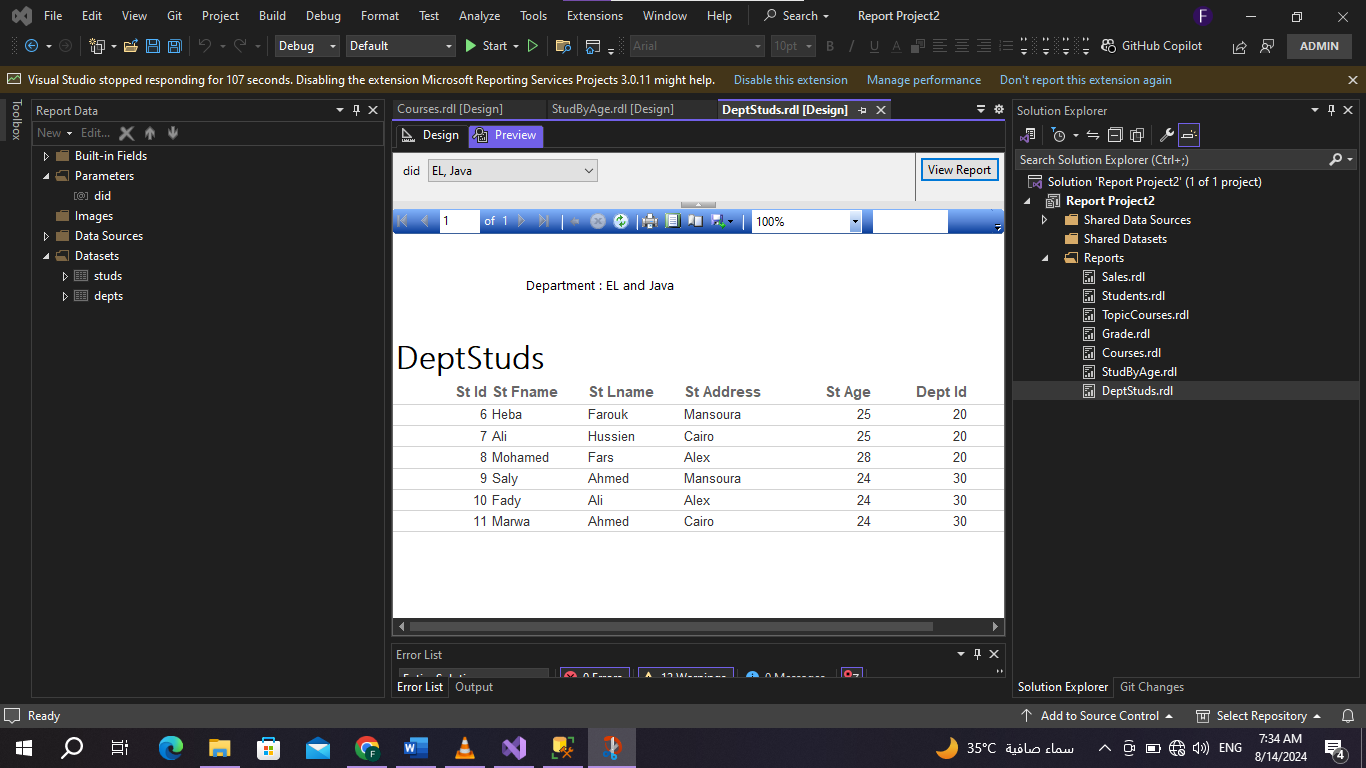 File Edit View Git Project Build Debug Format Test Analyze Tools Extensions Window Help Search Report Project2 F
Debug Default Start Arial 10pt B I U A GitHub Copilot ADMIN
Visual Studio stopped responding for 107 seconds. Disabling the extension Microsoft Reporting Services Projects 3.0.11 might help. Disable this extension Manage performance Don't report this extension again
Toolbox
Report Data
New Edit...
Built-in Fields
Parameters
did
Images
Data Sources
Datasets
studs
depts
Courses.rdl [Design] StudByAge.rdl [Design] DeptStuds.rdl [Design]
Design Preview
did EL, Java View Report
1 of 1 100%
Department : EL and Java
DeptStuds
St Id St Fname St Lname St Address St Age Dept Id
6 Heba Farouk Mansoura 25 20
7 Ali Hussien Cairo 25 20
8 Mohamed Fars Alex 28 20
9 Saly Ahmed Mansoura 24 30
10 Fady Ali Alex 24 30
11 Marwa Ahmed Cairo 24 30
Error List
0 Errors 12 Warnings 0 Messages
Error List Output
Solution Explorer
Search Solution Explorer (Ctrl+;)
Solution 'Report Project2' (1 of 1 project)
Report Project2
Shared Data Sources
Shared Datasets
Reports
Sales.rdl
Students.rdl
TopicCourses.rdl
Grade.rdl
Courses.rdl
StudByAge.rdl
DeptStuds.rdl
Solution Explorer Git Changes
Ready Add to Source Control Select Repository
35°C سماء صافية ENG 7:34 AM
8/14/2024
4